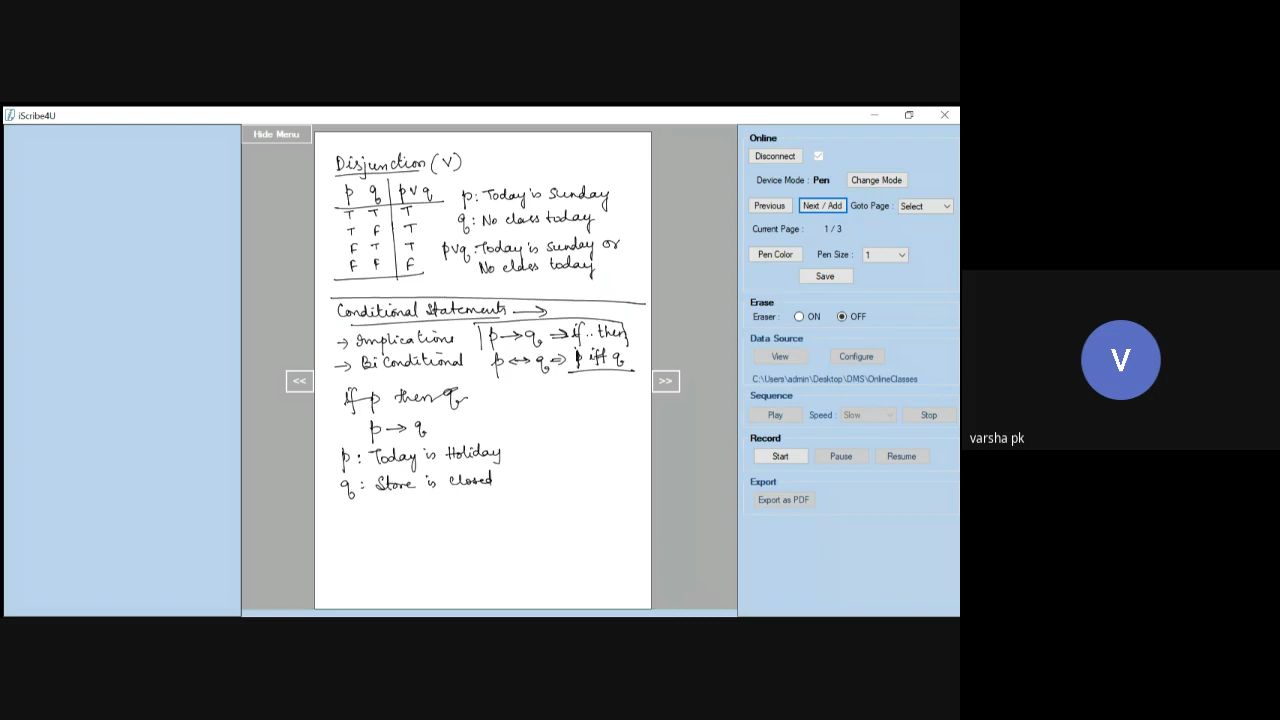 iScribe4U
Hide Menu
Disjunction (V)
p q p v q
T T T
T F T
F T T
F F F
p: Today is Sunday
q: No class today
pvq: Today is Sunday or
No class today
Conditional Statements →
→ Implications p → q ⇒ if..then
→ BiConditional p ↔ q ⇒ p iff q
if p then q
p → q
p: Today is Holiday
q: Store is closed
<<
>>
Online
Disconnect
Device Mode : Pen Change Mode
Previous Next / Add Goto Page : Select
Current Page : 1 / 3
Pen Color Pen Size : 1
Save
Erase
Eraser : ON OFF
Data Source
View Configure
C:\Users\admin\Desktop\DMS\OnlineClasses
Sequence
Play Speed : Slow Stop
Record
Start Pause Resume
Export
Export as PDF
V
varsha pk